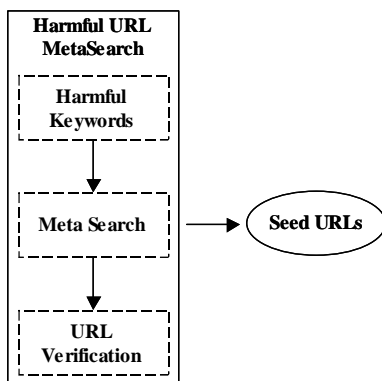 Harmful URL
MetaSearch
Harmful
Keywords
Meta Search
Seed URLs
URL
Verification